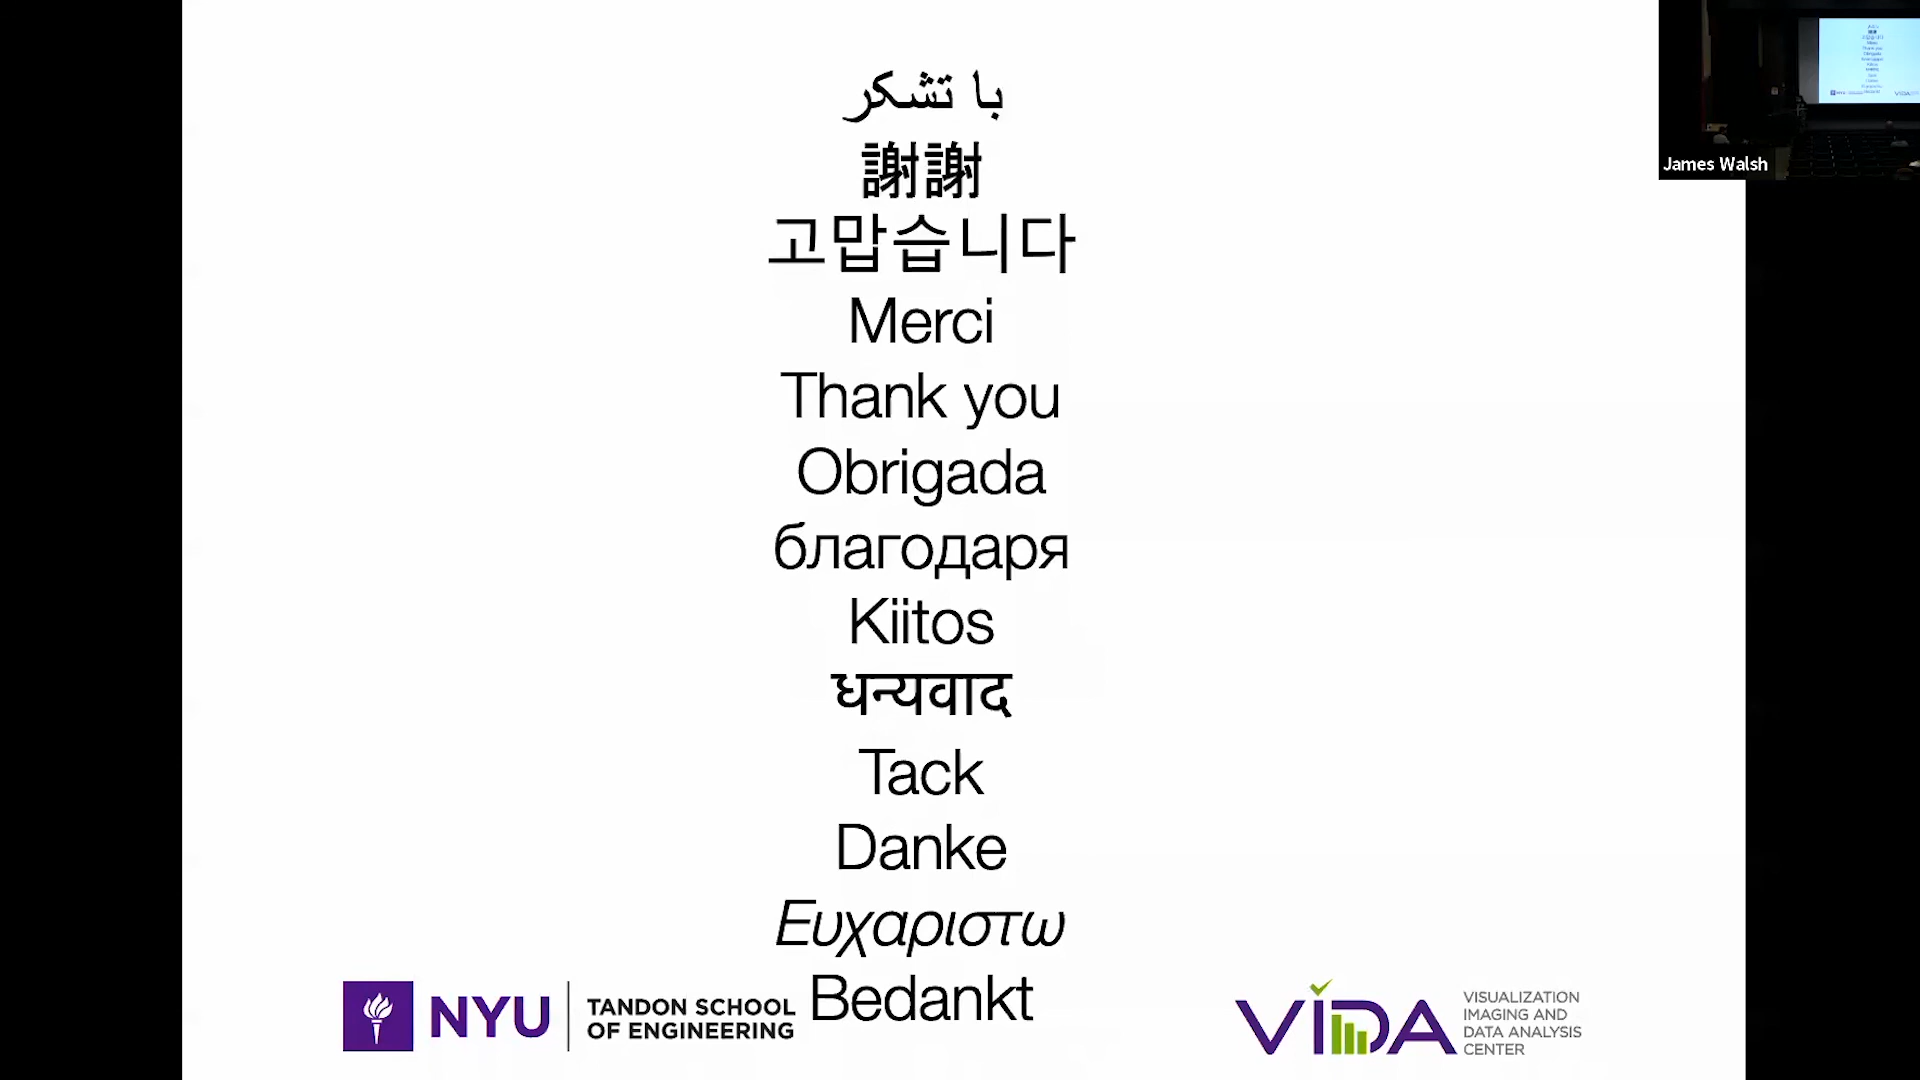 با تشکر
謝謝
고맙습니다
Merci
Thank you
Obrigada
благодаря
Kiitos
धन्यवाद
Tack
Danke
Ευχαριστω
Bedankt
NYU
TANDON SCHOOL
OF ENGINEERING
VIDA
VISUALIZATION
IMAGING AND
DATA ANALYSIS
CENTER
James Walsh